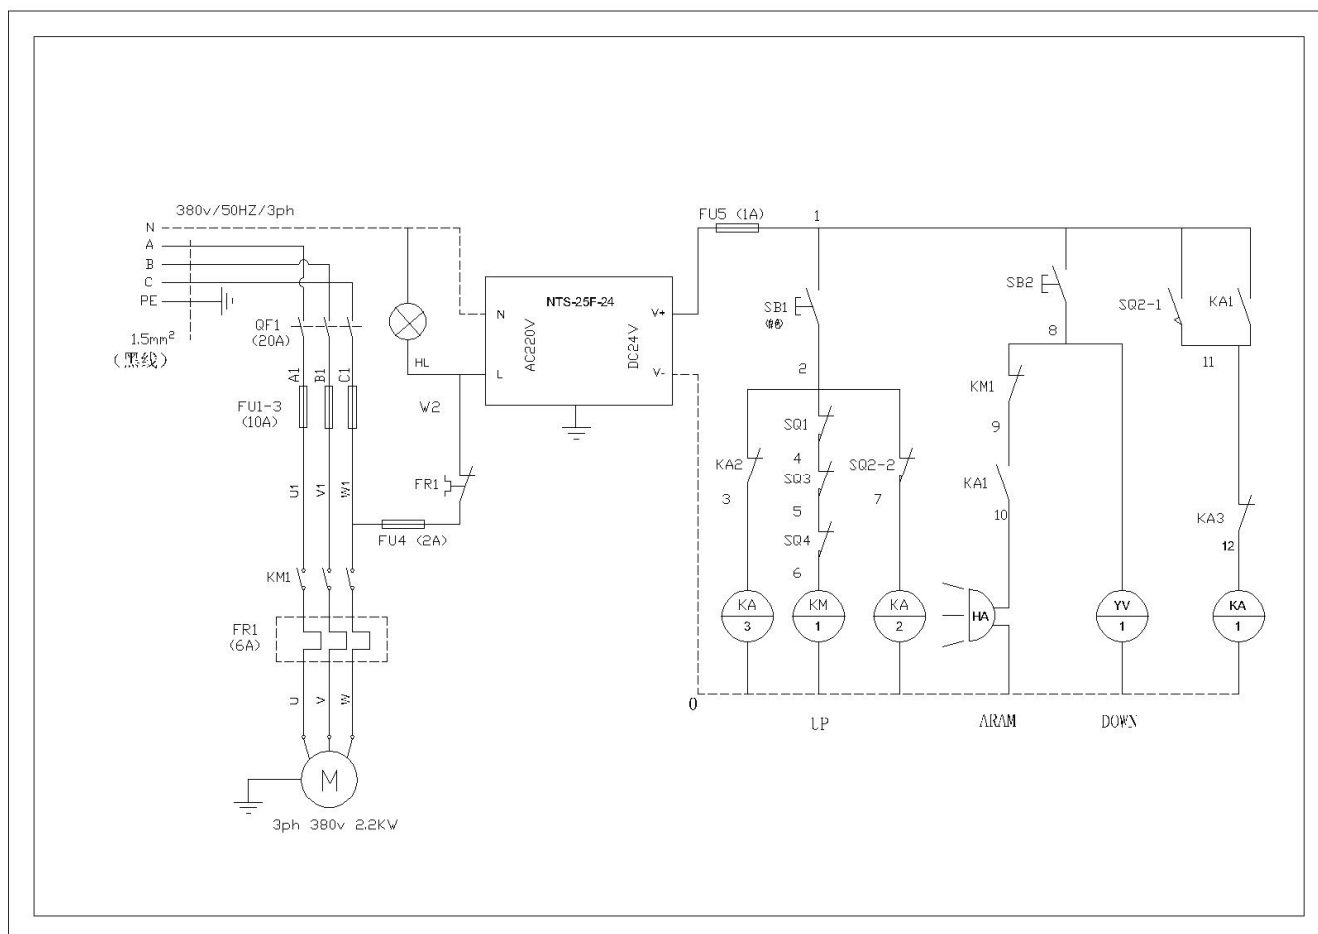 380v/50HZ/3ph
N
A
B
C
PE
1.5mm²
(黑线)
QF1
(20A)
A1
B1
C1
FU1-3
(10A)
U1
V1
W1
KM1
FR1
(6A)
U
V
W
M
3ph 380v 2.2KW
HL
W2
FR1
FU4 (2A)
NTS-25F-24
N
L
AC220V
DC24V
V+
V-
FU5 (1A)
1
SB1
2
KA2
3
SQ1
4
SQ3
5
SQ4
6
SQ2-2
7
KA
3
KM
1
KA
2
SB2
8
KM1
9
KA1
10
HA
YV
1
SQ2-1
KA1
11
KA3
12
KA
1
0
UP
ARAM
DOWN